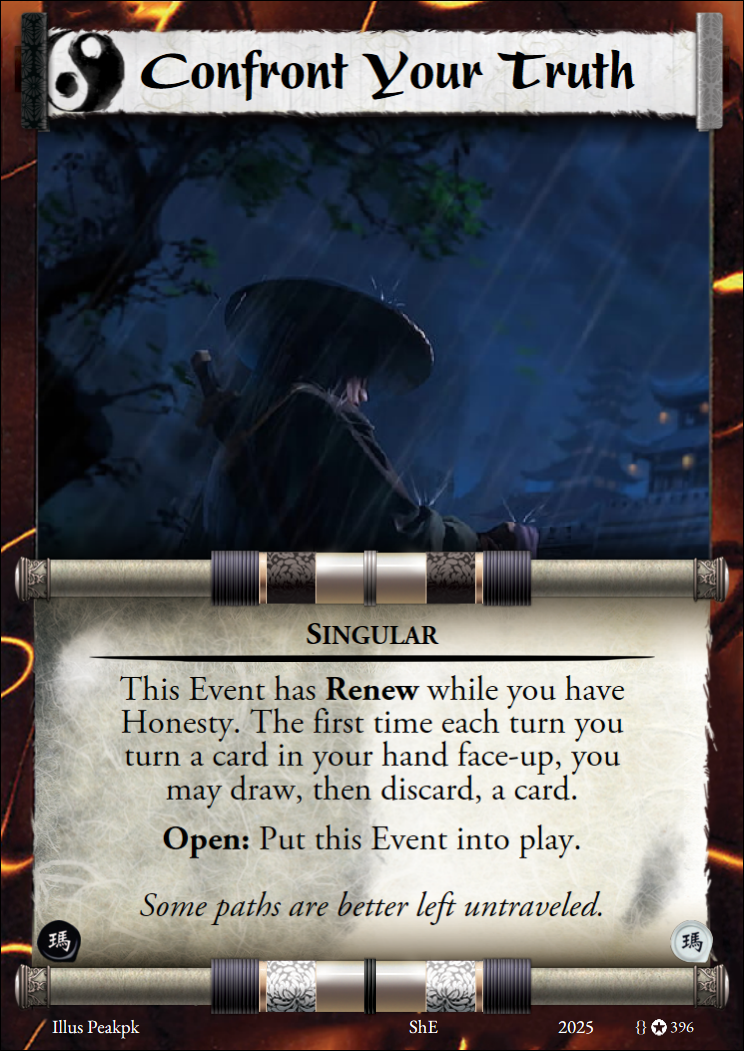 Confront Your Truth
Singular
This Event has Renew while you have
Honesty. The first time each turn you
turn a card in your hand face-up, you
may draw, then discard, a card.
Open: Put this Event into play.
Some paths are better left untraveled.
瑪
瑪
Illus Peakpk ShE 2025 {} ✪ 396